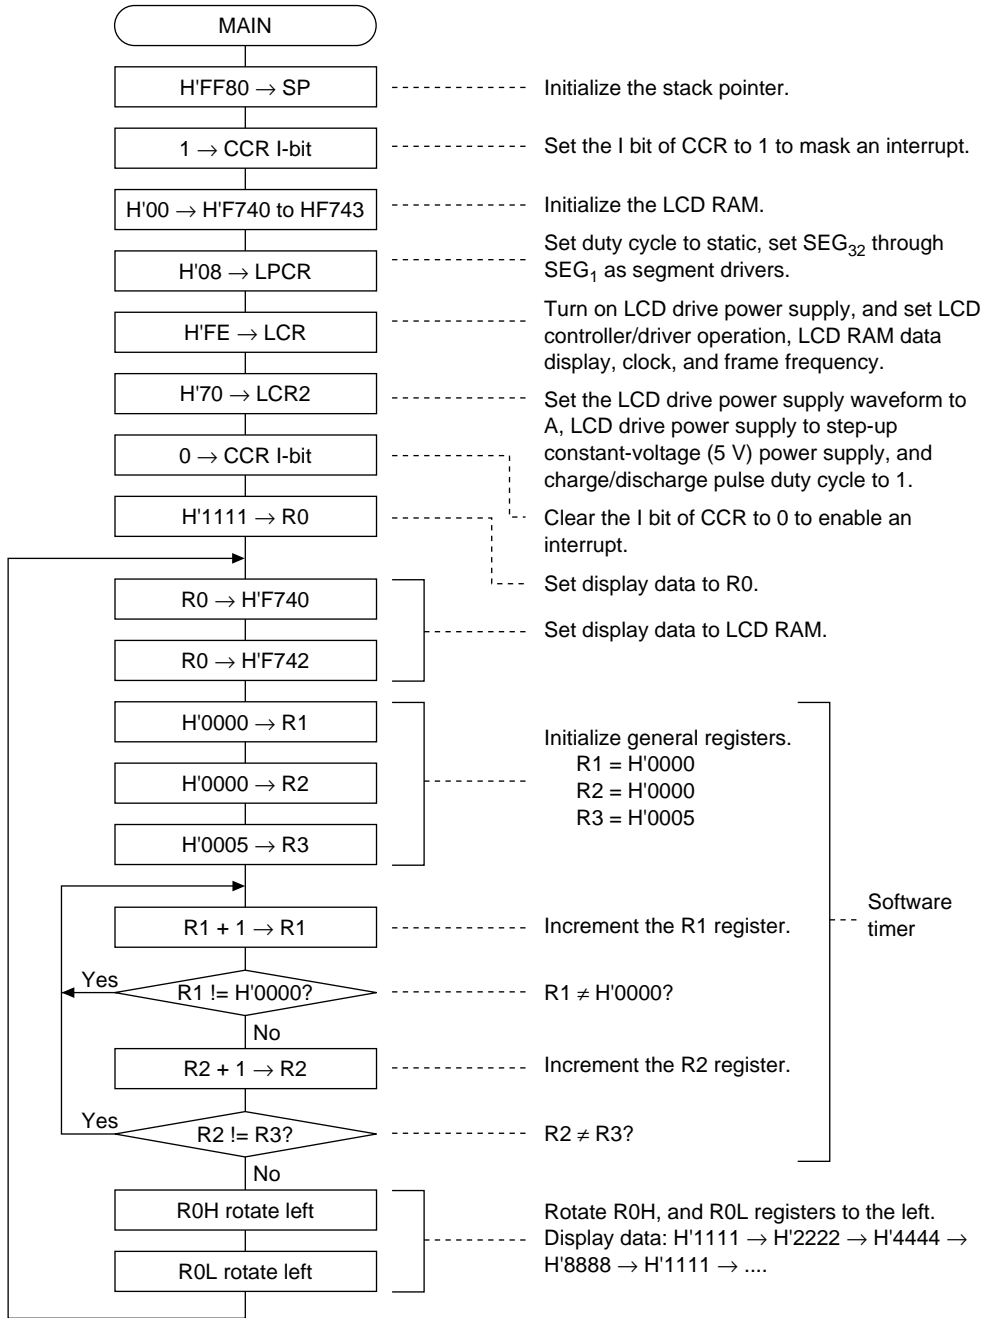 MAIN
H'FF80 → SP
Initialize the stack pointer.
1 → CCR I-bit
Set the I bit of CCR to 1 to mask an interrupt.
H'00 → H'F740 to HF743
Initialize the LCD RAM.
H'08 → LPCR
Set duty cycle to static, set SEG32 through
SEG1 as segment drivers.
H'FE → LCR
Turn on LCD drive power supply, and set LCD
controller/driver operation, LCD RAM data
display, clock, and frame frequency.
H'70 → LCR2
Set the LCD drive power supply waveform to
A, LCD drive power supply to step-up
constant-voltage (5 V) power supply, and
charge/discharge pulse duty cycle to 1.
0 → CCR I-bit
Clear the I bit of CCR to 0 to enable an
interrupt.
H'1111 → R0
Set display data to R0.
R0 → H'F740
R0 → H'F742
Set display data to LCD RAM.
H'0000 → R1
H'0000 → R2
H'0005 → R3
Initialize general registers.
R1 = H'0000
R2 = H'0000
R3 = H'0005
R1 + 1 → R1
Increment the R1 register.
Software
timer
Yes
R1 != H'0000?
R1 ≠ H'0000?
No
R2 + 1 → R2
Increment the R2 register.
Yes
R2 != R3?
R2 ≠ R3?
No
R0H rotate left
R0L rotate left
Rotate R0H, and R0L registers to the left.
Display data: H'1111 → H'2222 → H'4444 →
H'8888 → H'1111 → ....